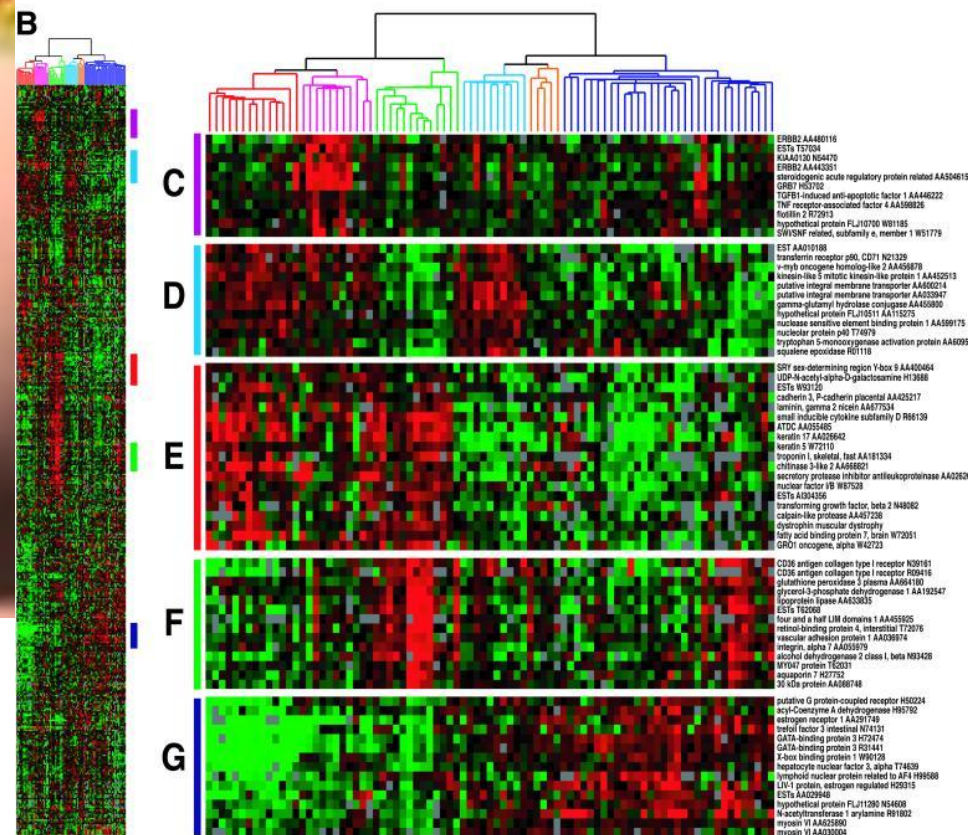 B
C
ERBB2 AA480116
ESTs T57034
KIAA0130 N54470
ERBB2 AA443351
steroidogenic acute regulatory protein related AA504615
GRB7 H53702
TGFB1-induced anti-apoptotic factor 1 AA446222
TNF receptor-associated factor 4 AA598826
flotillin 2 R72913
hypothetical protein FLJ10700 W81185
SWI/SNF related, subfamily e, member 1 W51779
D
EST AA010188
transferrin receptor p90, CD71 N21329
v-myb oncogene homolog-like 2 AA456878
kinesin-like 5 mitotic kinesin-like protein 1 AA452513
putative integral membrane transporter AA600214
putative integral membrane transporter AA033947
gamma-glutamyl hydrolase conjugase AA455800
hypothetical protein FLJ10511 AA115275
nuclease sensitive element binding protein 1 AA599175
nucleolar protein p40 T74979
tryptophan 5-monooxygenase activation protein AA6095
squalene epoxidase R01118
E
SRY sex-determining region Y-box 9 AA400464
UDP-N-acetyl-alpha-D-galactosamine H13688
ESTs W93120
cadherin 3, P-cadherin placental AA425217
laminin, gamma 2 nicein AA677534
small inducible cytokine subfamily D R66139
ATDC AA055485
keratin 17 AA026642
keratin 5 W72110
troponin I, skeletal, fast AA181334
chitinase 3-like 2 AA668821
secretory protease inhibitor antileukoproteinase AA0262
nuclear factor I/B W87528
ESTs AI304356
transforming growth factor, beta 2 N48082
calpain-like protease AA457238
dystrophin muscular dystrophy
fatty acid binding protein 7, brain W72051
GRO1 oncogene, alpha W42723
F
CD36 antigen collagen type I receptor N39161
CD36 antigen collagen type I receptor R09416
glutathione peroxidase 3 plasma AA664180
glycerol-3-phosphate dehydrogenase 1 AA192547
lipoprotein lipase AA633835
ESTs T62068
four and a half LIM domains 1 AA455925
retinol-binding protein 4, interstitial T72076
vascular adhesion protein 1 AA036974
integrin, alpha 7 AA055979
alcohol dehydrogenase 2 class I, beta N93428
MY047 protein T62031
aquaporin 7 H27752
30 kDa protein AA088748
G
putative G protein-coupled receptor H50224
acyl-Coenzyme A dehydrogenase H95792
estrogen receptor 1 AA291749
trefoil factor 3 intestinal N74131
GATA-binding protein 3 H72474
GATA-binding protein 3 R31441
X-box binding protein 1 W90128
hepatocyte nuclear factor 3, alpha T74639
lymphoid nuclear protein related to AF4 H99588
LIV-1 protein, estrogen regulated H29315
ESTs AA029948
hypothetical protein FLJ11280 N54608
N-acetyltransferase 1 arylamine R91802
myosin VI AA625890
myosin VI AA030004